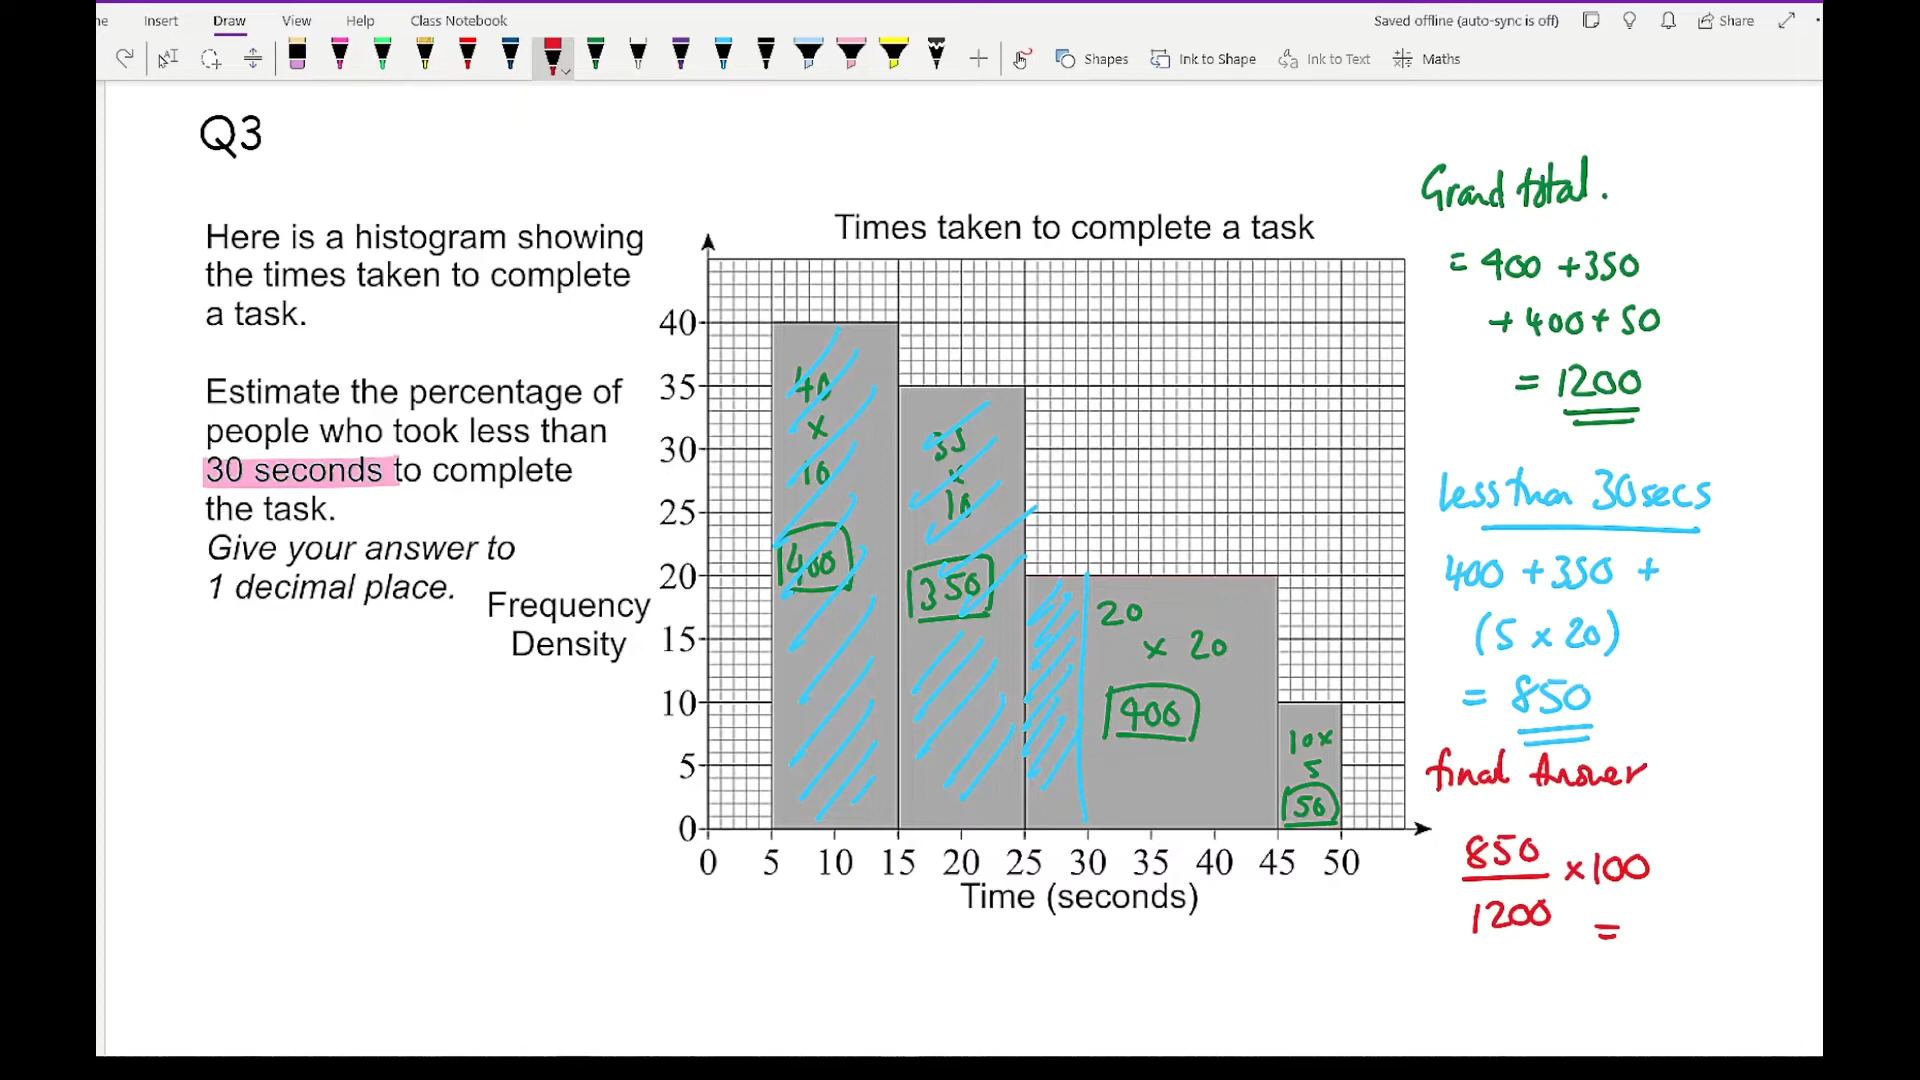 Insert Draw View Help Class Notebook Saved offline (auto-sync is off) Share
Shapes Ink to Shape Ink to Text Maths
Q3
Here is a histogram showing
the times taken to complete
a task.
Estimate the percentage of
people who took less than
30 seconds to complete
the task.
Give your answer to
1 decimal place.
Times taken to complete a task
Frequency
Density
40
35
30
25
20
15
10
5
0
0 5 10 15 20 25 30 35 40 45 50
Time (seconds)
40
x
10
400
35
x
10
350
20
x 20
400
10x
5
50
Grand total.
= 400 +350
+ 400 + 50
= 1200
less than 30secs
400 + 350 +
(5 x 20)
= 850
final Answer
850
x100
1200
=